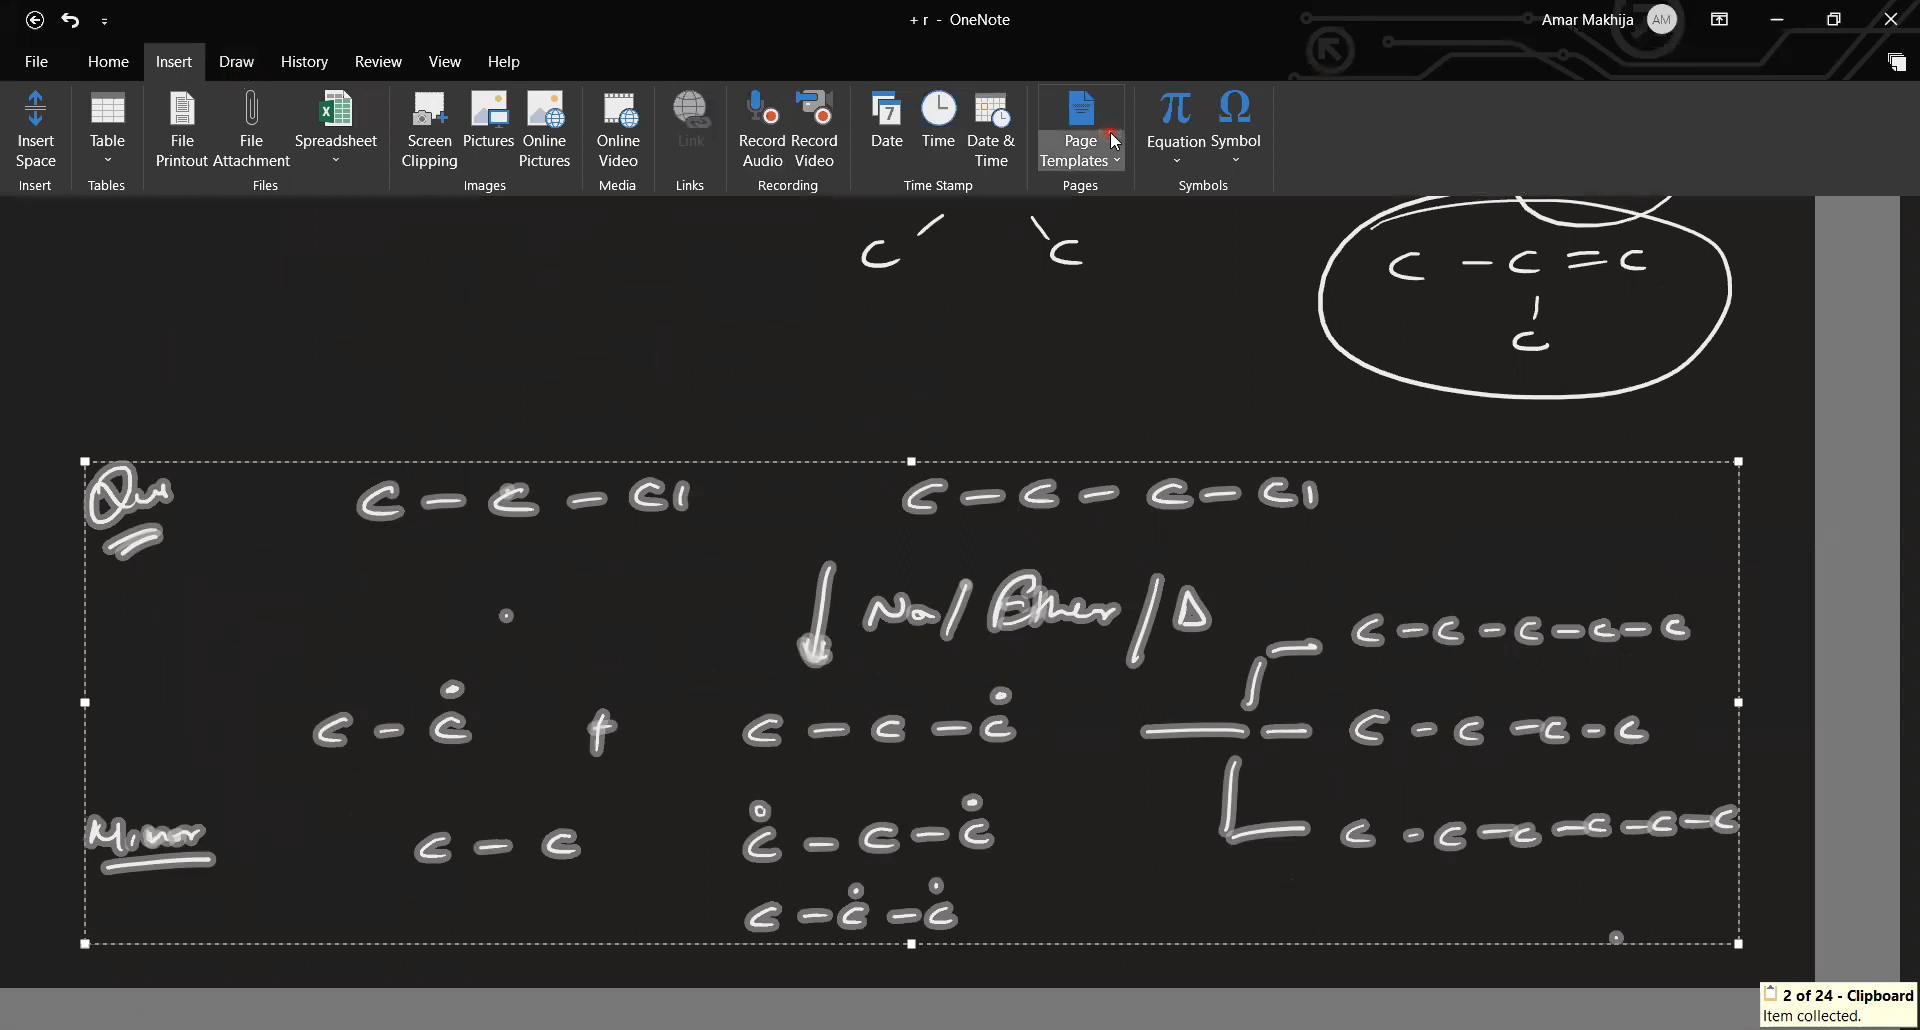 + r - OneNote
Amar Makhija AM
File Home Insert Draw History Review View Help
Insert Space
Table
File Printout
File Attachment
Spreadsheet
Screen Clipping
Pictures
Online Pictures
Online Video
Link
Record Audio
Record Video
7
Date
Time
Date & Time
Page Templates
π Equation
Ω Symbol
Insert Tables Files Images Media Links Recording Time Stamp Pages Symbols
C C
C - C = C
C
Que C - C - Cl C - C - C - Cl
Na / Ether / Δ
C - C - C - C - C
C - C + C - C - C C - C - C - C
Minor C - C C - C - C C - C - C - C - C - C
C - C - C
2 of 24 - Clipboard
Item collected.